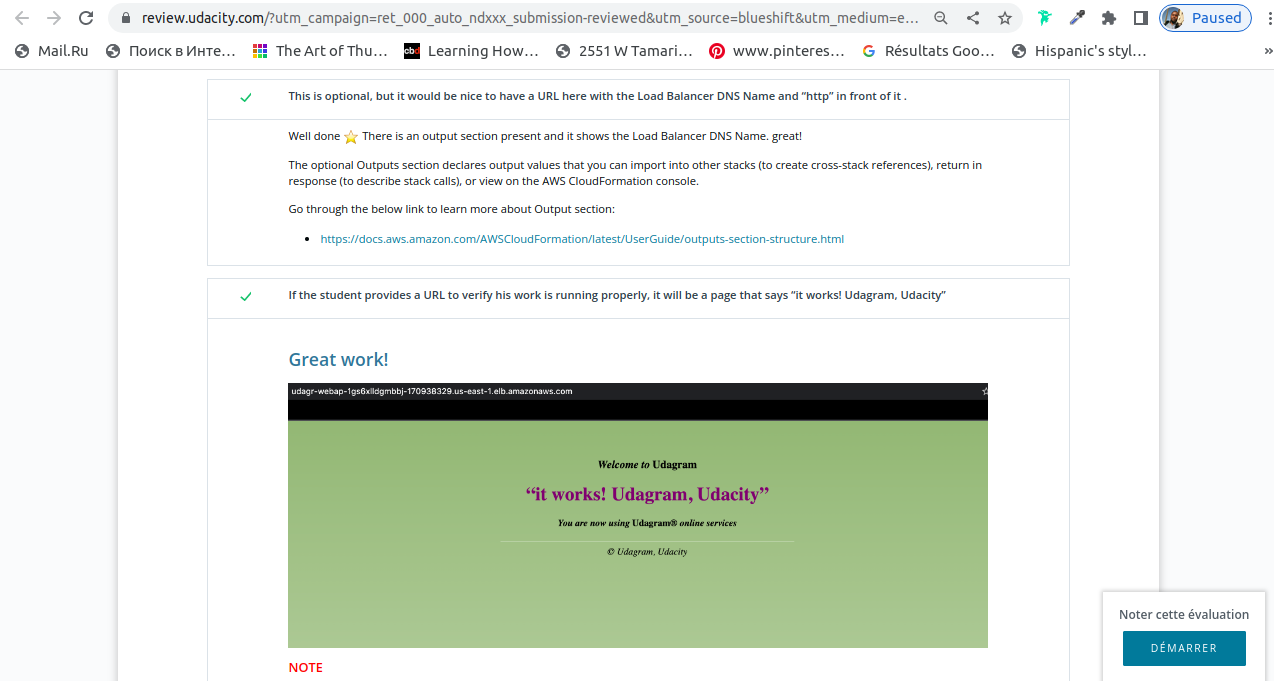 review.udacity.com/?utm_campaign=ret_000_auto_ndxxx_submission-reviewed&utm_source=blueshift&utm_medium=e…
Paused
Mail.Ru
Поиск в Инте…
The Art of Thu…
cbd
Learning How…
2551 W Tamari…
www.pinteres…
Résultats Goo…
Hispanic's styl…
»
This is optional, but it would be nice to have a URL here with the Load Balancer DNS Name and “http” in front of it .
Well done ⭐ There is an output section present and it shows the Load Balancer DNS Name. great!
The optional Outputs section declares output values that you can import into other stacks (to create cross-stack references), return in
response (to describe stack calls), or view on the AWS CloudFormation console.
Go through the below link to learn more about Output section:
• https://docs.aws.amazon.com/AWSCloudFormation/latest/UserGuide/outputs-section-structure.html
If the student provides a URL to verify his work is running properly, it will be a page that says “it works! Udagram, Udacity”
Great work!
udagr-webap-1gs6xlldgmbbj-170938329.us-east-1.elb.amazonaws.com
Welcome to Udagram
“it works! Udagram, Udacity”
You are now using Udagram® online services
© Udagram, Udacity
NOTE
Noter cette évaluation
DÉMARRER